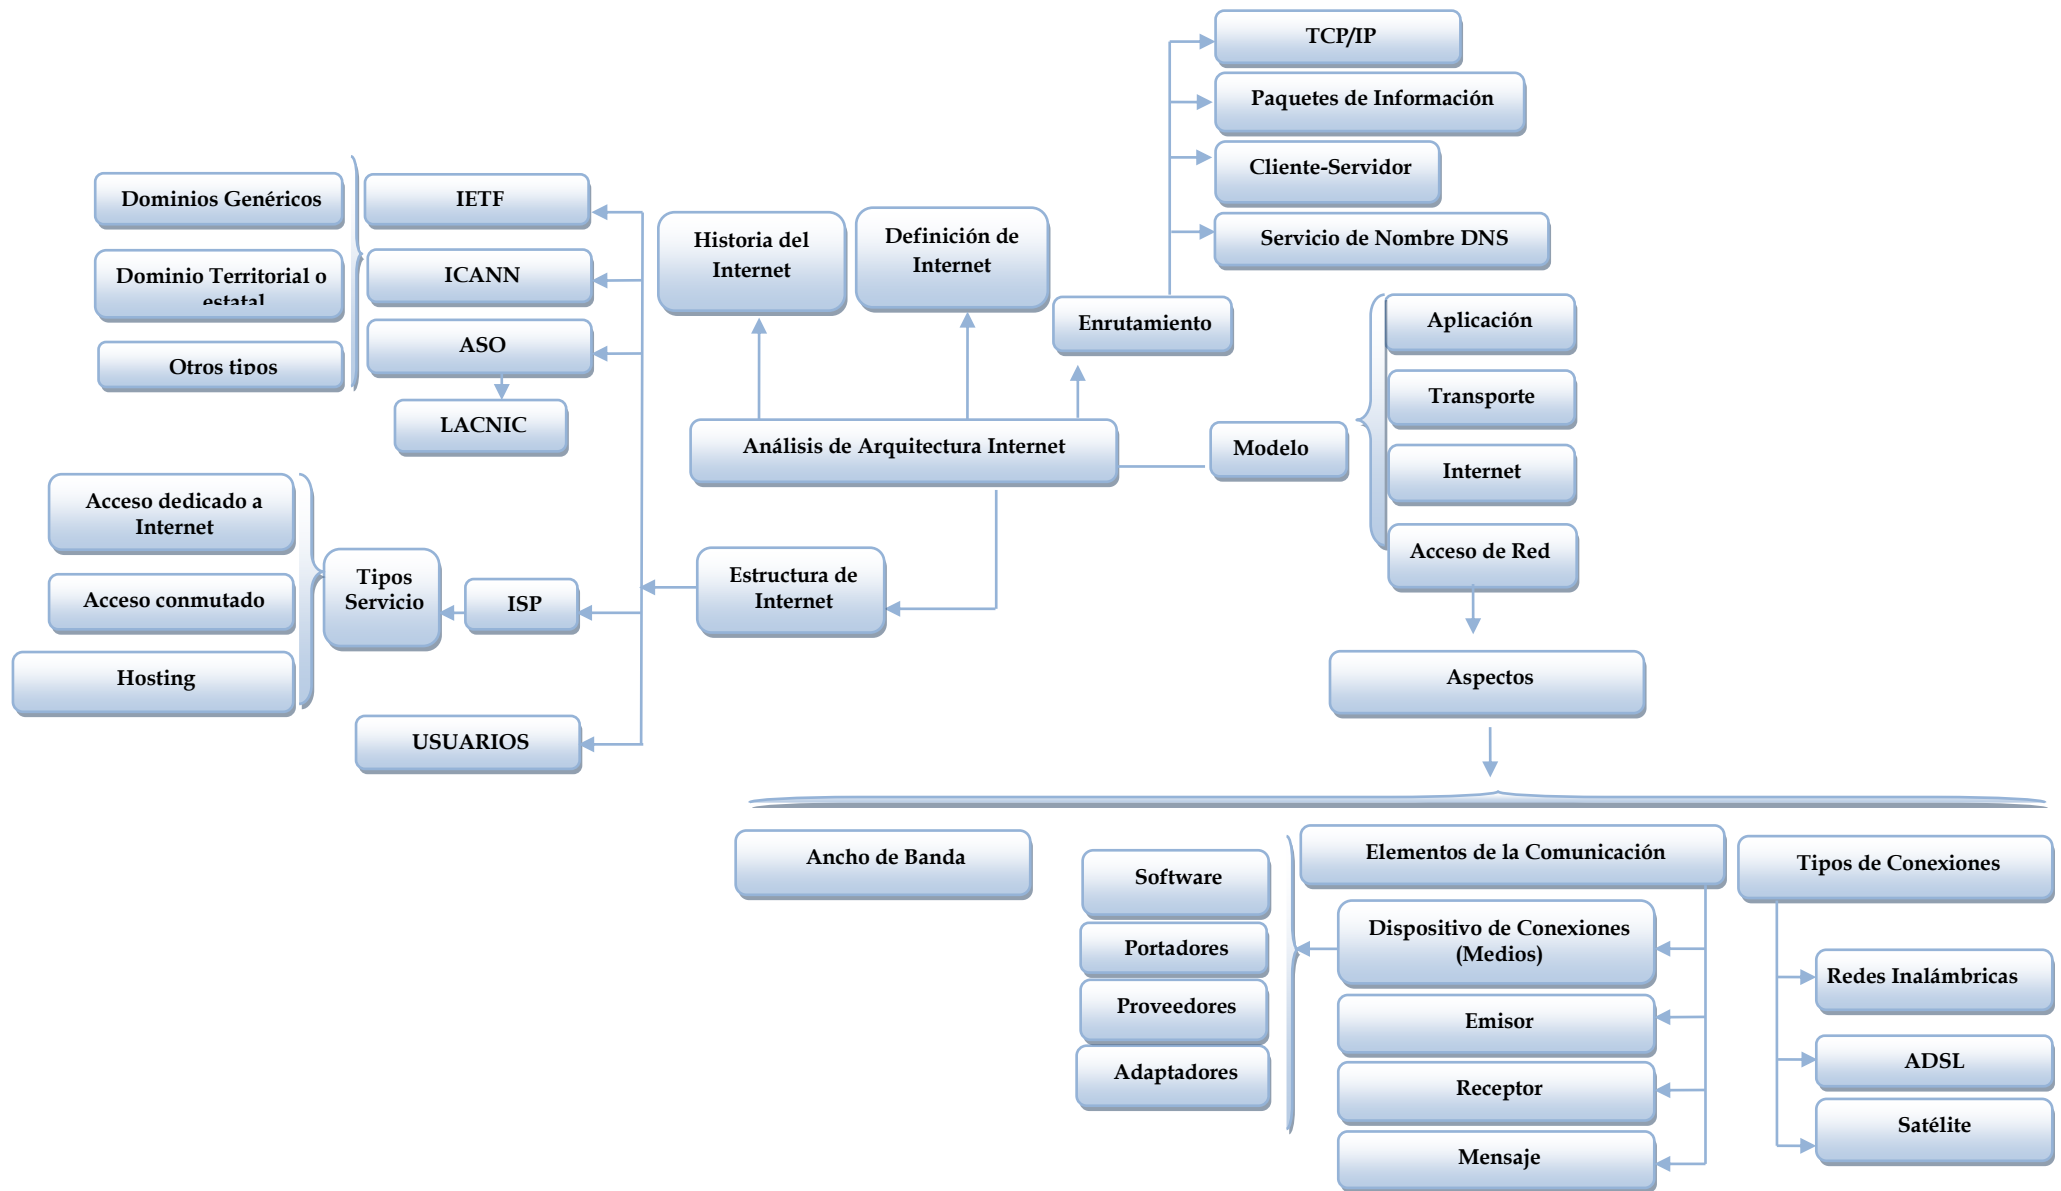 TCP/IP
Paquetes de Información
Cliente-Servidor
Servicio de Nombre DNS
Dominios Genéricos
IETF
Historia del
Internet
Definición de
Internet
Dominio Territorial o
estatal
ICANN
Enrutamiento
Aplicación
Otros tipos
ASO
Transporte
LACNIC
Análisis de Arquitectura Internet
Modelo
Internet
Acceso de Red
Acceso dedicado a
Internet
Acceso conmutado
Hosting
Tipos
Servicio
ISP
Estructura de
Internet
USUARIOS
Aspectos
Ancho de Banda
Software
Portadores
Proveedores
Adaptadores
Elementos de la Comunicación
Dispositivo de Conexiones
(Medios)
Emisor
Receptor
Mensaje
Tipos de Conexiones
Redes Inalámbricas
ADSL
Satélite